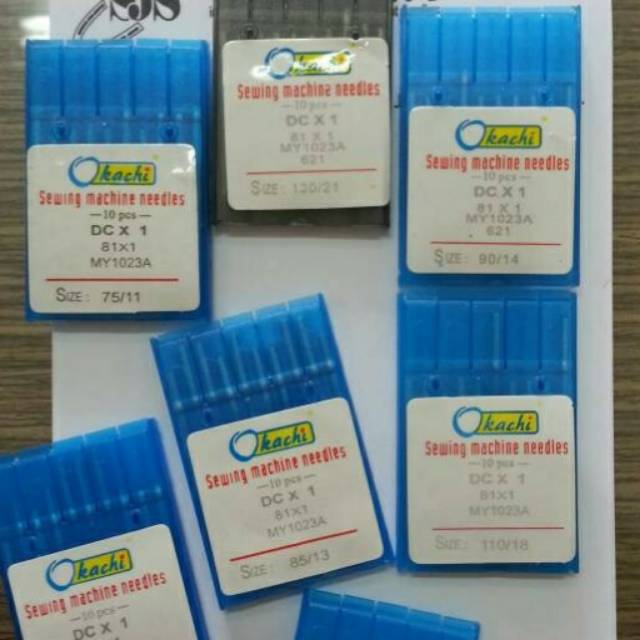 SJS
Okachi
Sewing machine needles
10 pcs
DC X 1
81x1
MY1023A
SIZE: 75/11
Okachi
Sewing machine needles
10 pcs
DC X 1
81 X 1
MY1023A
621
SIZE: 130/21
Okachi
Sewing machine needles
10 pcs
DC X 1
81 X 1
MY1023A
621
SIZE: 90/14
Okachi
Sewing machine needles
10 pcs
DC X 1
81x1
MY1023A
SIZE: 85/13
Okachi
Sewing machine needles
10 pcs
DC X 1
81x1
MY1023A
SIZE: 110/18
Okachi
Sewing machine needles
10 pcs
DC X 1